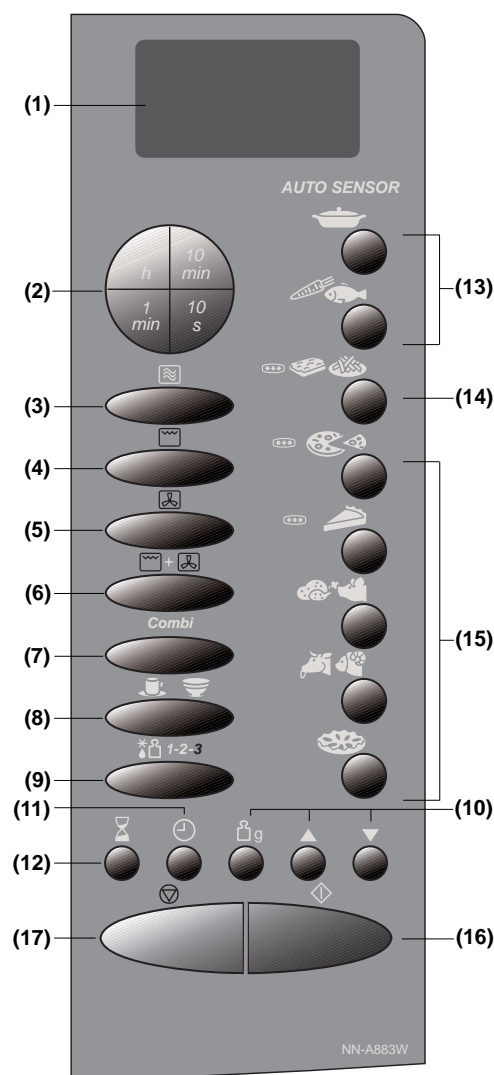 (1)
AUTO SENSOR
(2)
h
10
min
1
min
10
s
(13)
(3)
(14)
(4)
(5)
+
(6)
Combi
(7)
(15)
(8)
1-2-3
(9)
(11)
(10)
g
(12)
(17)
(16)
NN-A883W